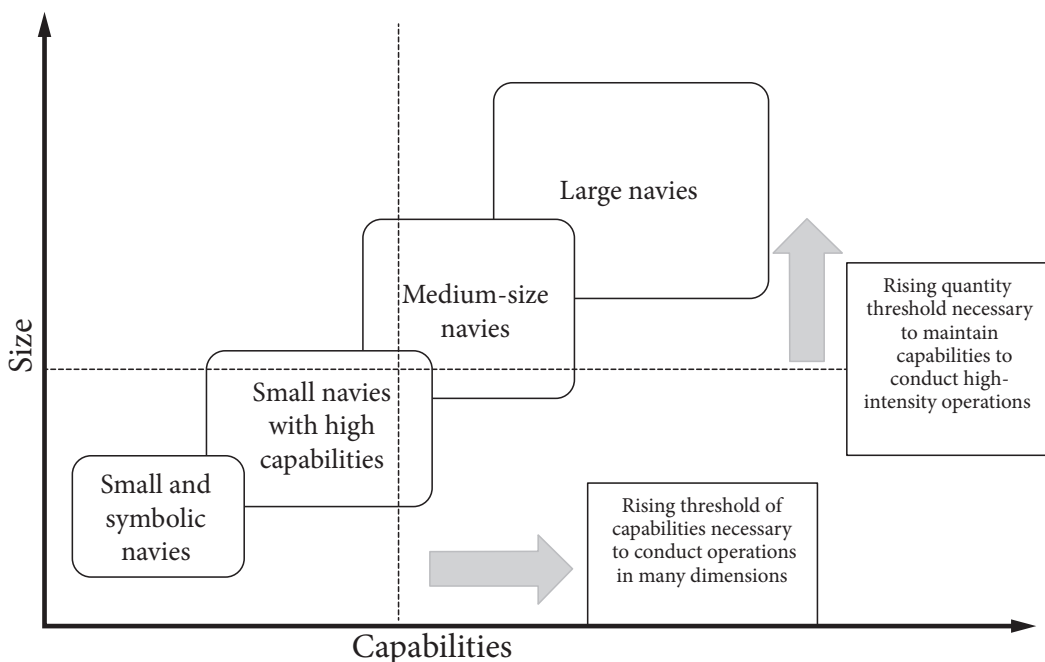 Size
Large navies
Medium-size
navies
Small navies
with high
capabilities
Small and
symbolic
navies
Rising quantity
threshold necessary
to maintain
capabilities to
conduct high-
intensity operations
Rising threshold of
capabilities necessary
to conduct operations
in many dimensions
Capabilities